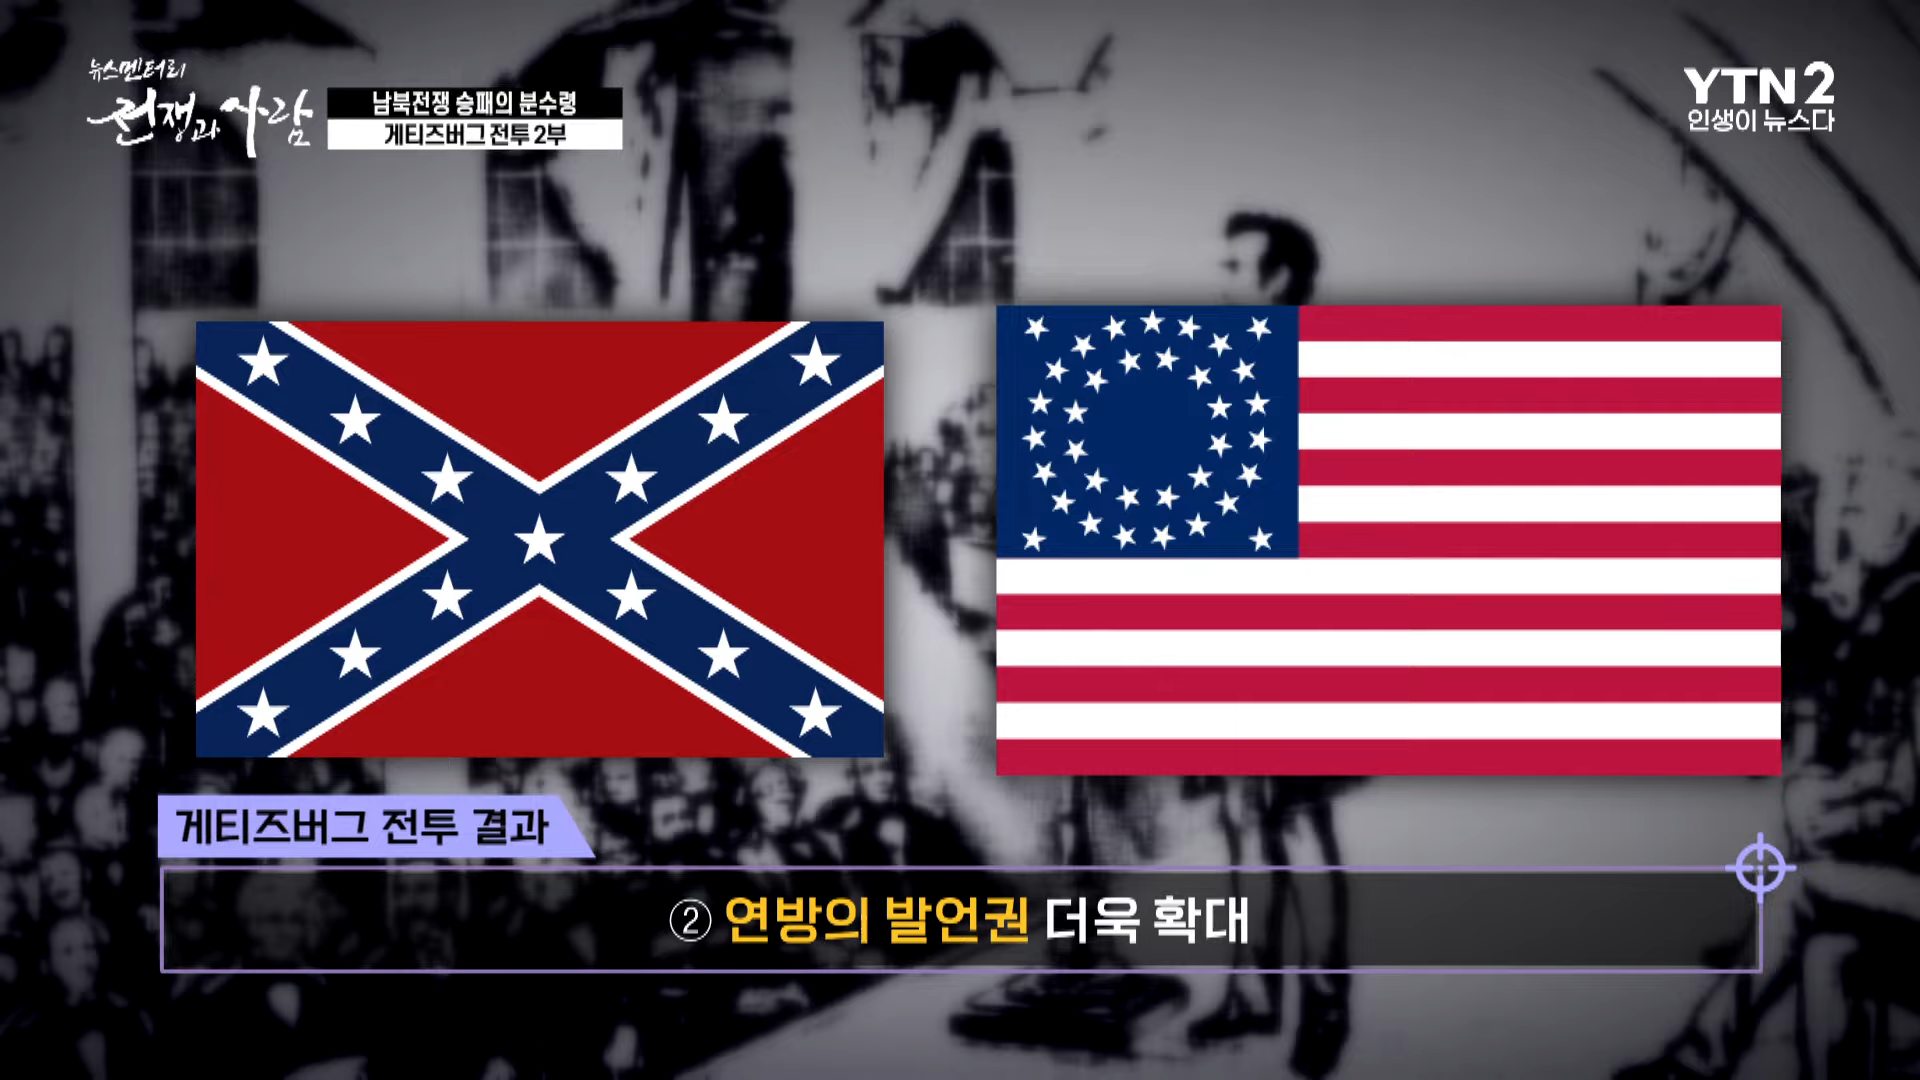 뉴스멘터리
전쟁과 사람
남북전쟁 승패의 분수령
게티즈버그 전투 2부
YTN2
인생이 뉴스다
게티즈버그 전투 결과
② 연방의 발언권 더욱 확대